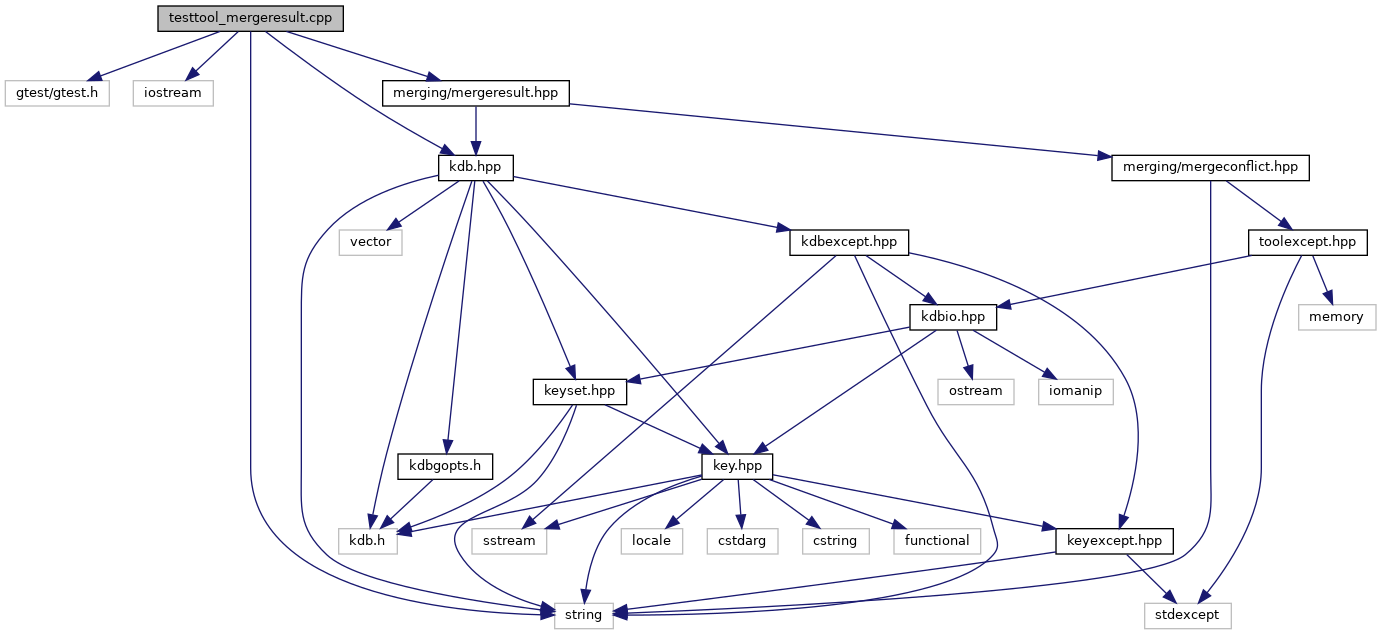 testtool_mergeresult.cpp
gtest/gtest.h
iostream
merging/mergeresult.hpp
kdb.hpp
merging/mergeconflict.hpp
vector
kdbexcept.hpp
toolexcept.hpp
kdbio.hpp
memory
keyset.hpp
ostream
iomanip
kdbgopts.h
key.hpp
kdb.h
sstream
locale
cstdarg
cstring
functional
keyexcept.hpp
string
stdexcept